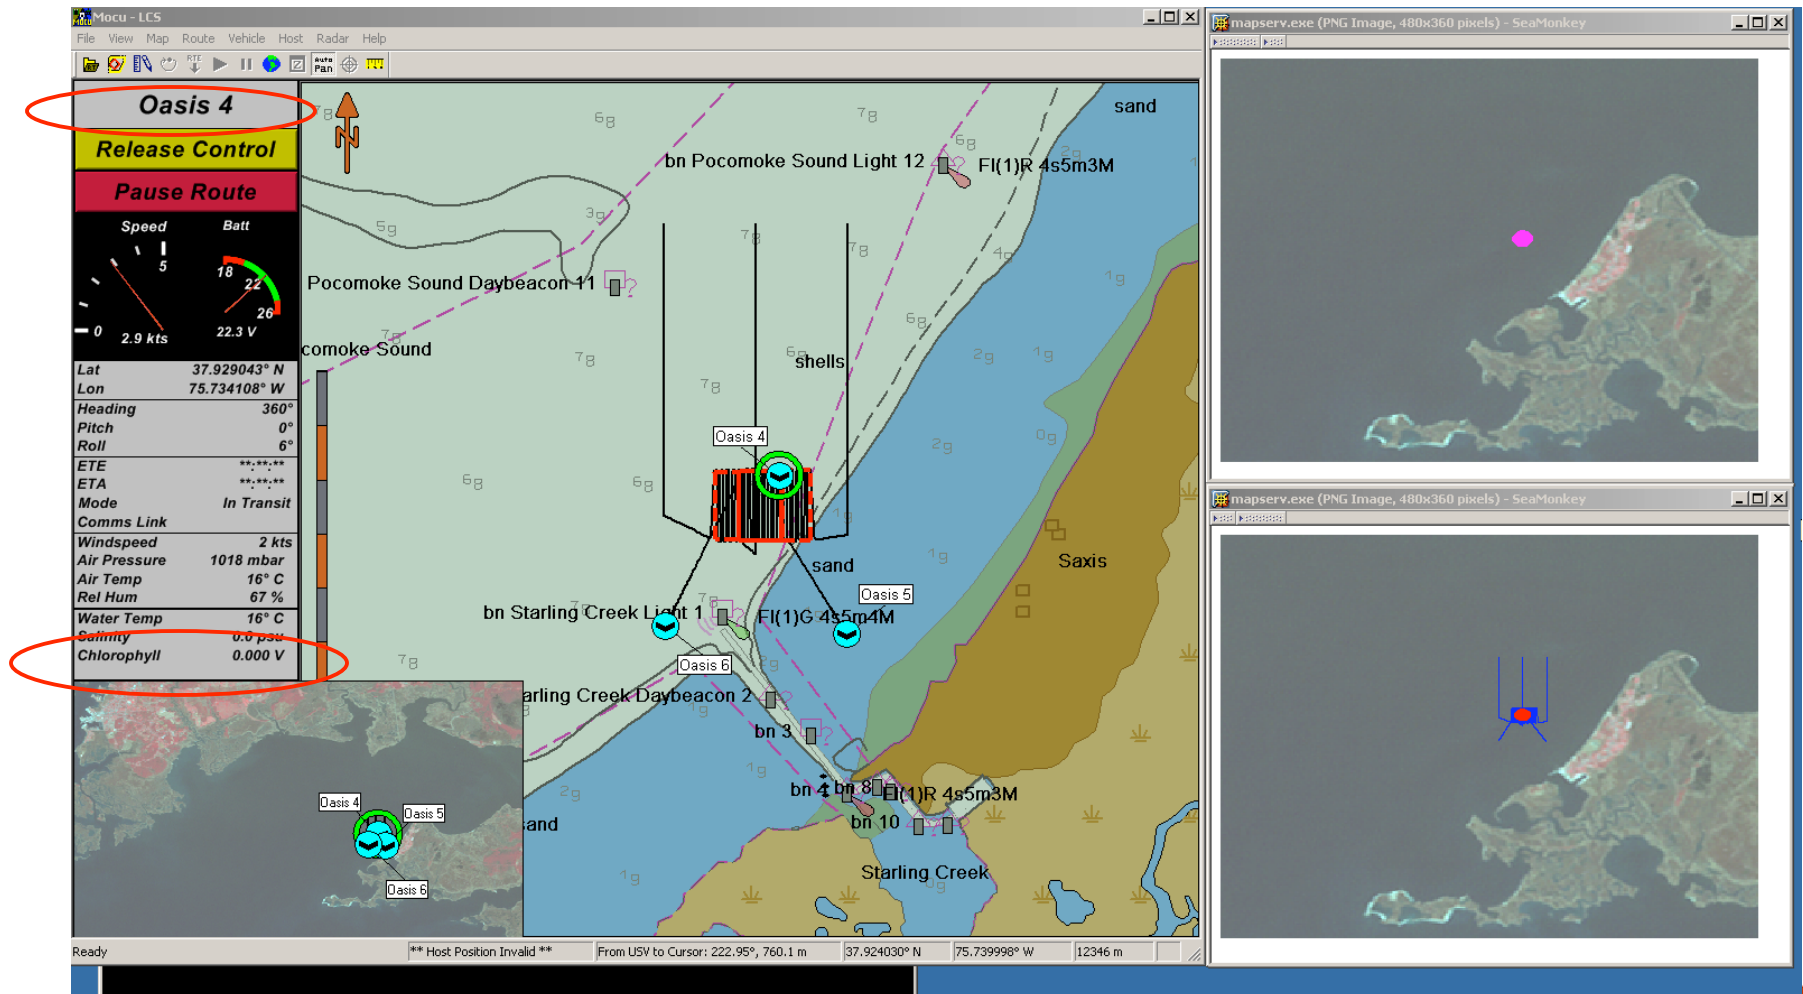 Mocu - LCS
File View Map Route Vehicle Host Radar Help
RTE
Auto
Pan
Oasis 4
Release Control
Pause Route
Speed Batt
5
0
2.9 kts
18
22
26
22.3 V
Lat 37.929043° N
Lon 75.734108° W
Heading 360°
Pitch 0°
Roll 6°
ETE **:**:**
ETA **:**:**
Mode In Transit
Comms Link
Windspeed 2 kts
Air Pressure 1018 mbar
Air Temp 16° C
Rel Hum 67 %
Water Temp 16° C
Salinity 0.0 psu
Chlorophyll 0.000 V
N
sand
bn Pocomoke Sound Light 12
Fl(1)R 4s5m3M
Pocomoke Sound Daybeacon 11
comoke Sound
shells
Oasis 4
sand
Saxis
Oasis 5
bn Starling Creek Light 1
Fl(1)G 4s5m4M
Oasis 6
arling Creek Daybeacon 2
bn 3
bn 4
bn 8
Fl(1)R 4s5m3M
bn 10
sand
Starling Creek
Oasis 4
Oasis 5
Oasis 6
Ready
** Host Position Invalid **
From USV to Cursor: 222.95°, 760.1 m
37.924030° N
75.739998° W
12346 m
mapserv.exe (PNG Image, 480x360 pixels) - SeaMonkey
mapserv.exe (PNG Image, 480x360 pixels) - SeaMonkey